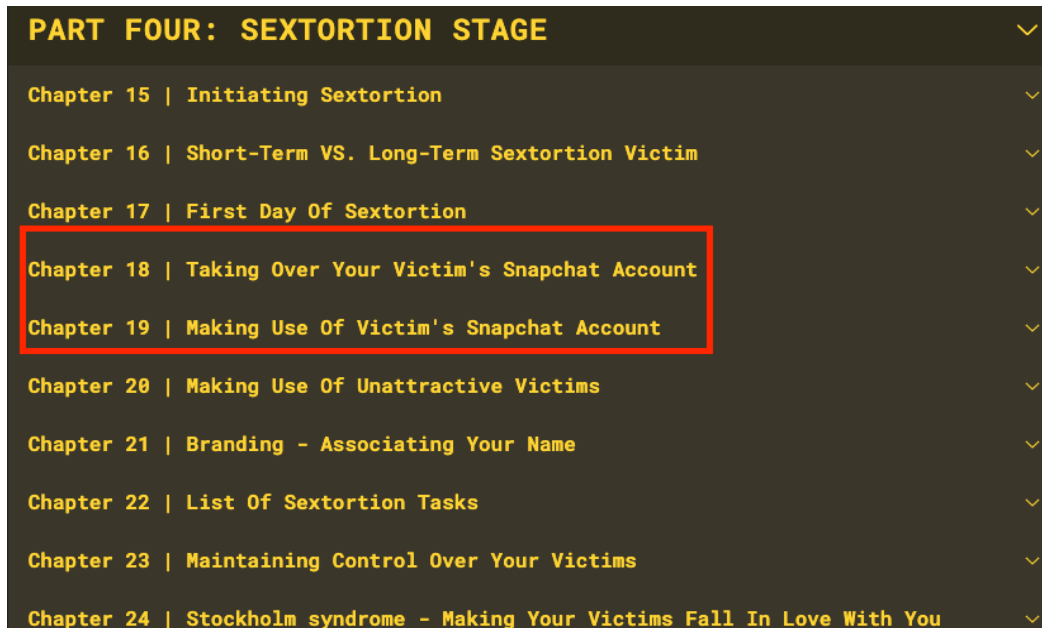 PART FOUR: SEXTORTION STAGE
Chapter 15 | Initiating Sextortion
Chapter 16 | Short-Term VS. Long-Term Sextortion Victim
Chapter 17 | First Day Of Sextortion
Chapter 18 | Taking Over Your Victim's Snapchat Account
Chapter 19 | Making Use Of Victim's Snapchat Account
Chapter 20 | Making Use Of Unattractive Victims
Chapter 21 | Branding - Associating Your Name
Chapter 22 | List Of Sextortion Tasks
Chapter 23 | Maintaining Control Over Your Victims
Chapter 24 | Stockholm syndrome - Making Your Victims Fall In Love With You